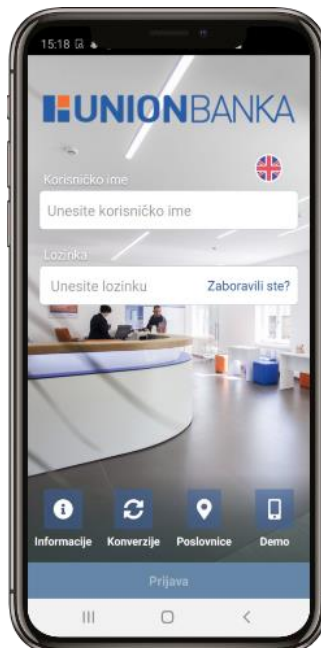 15:18
UNIONBANKA
Korisničko ime
Unesite korisničko ime
Lozinka
Unesite lozinku Zaboravili ste?
Informacije Konverzije Poslovnice Demo
Prijava